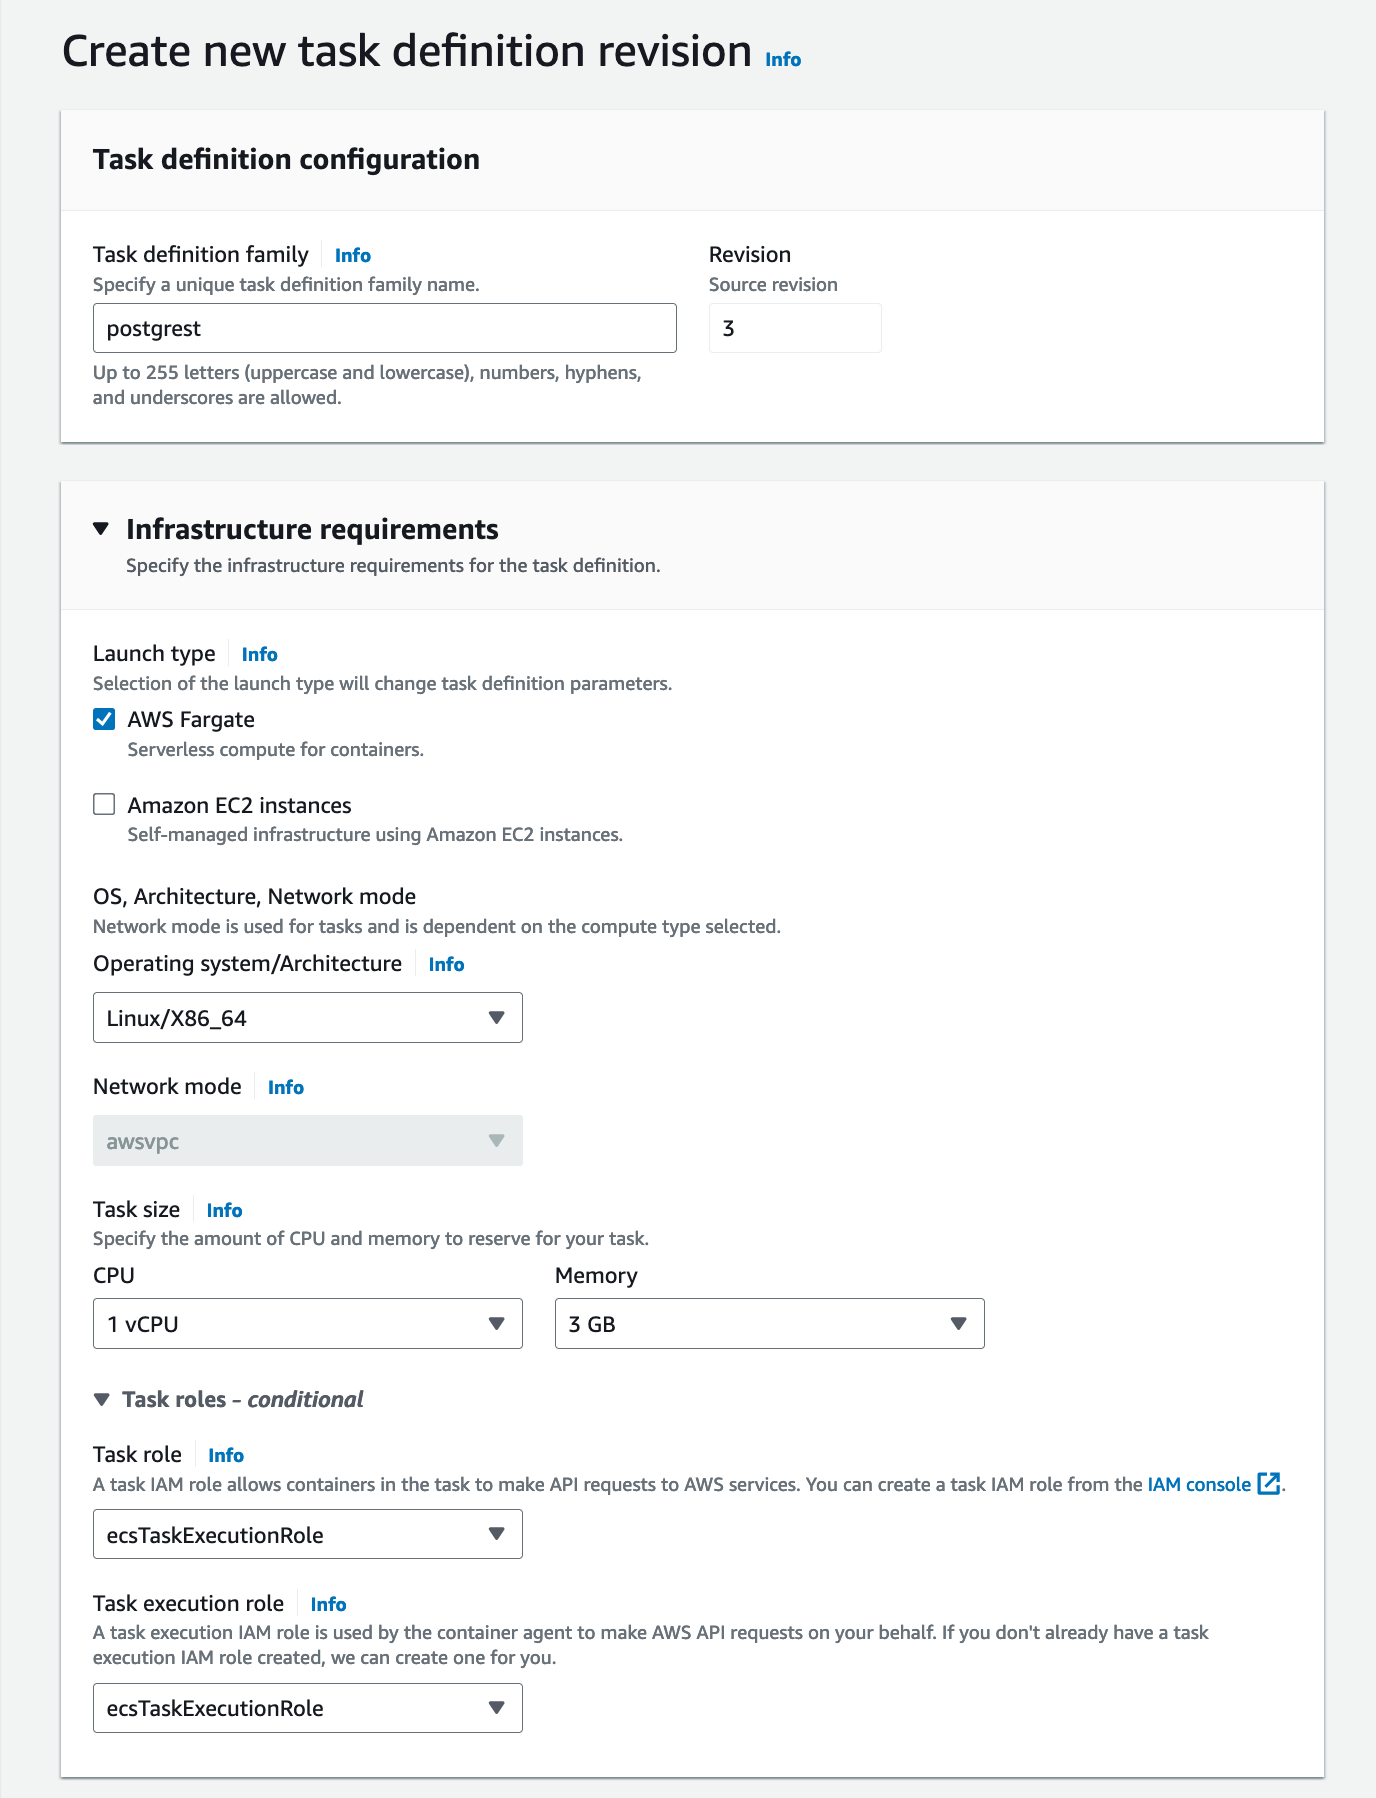 Create new task definition revision Info
Task definition configuration
Task definition family Info
Specify a unique task definition family name.
postgrest
Up to 255 letters (uppercase and lowercase), numbers, hyphens,
and underscores are allowed.
Revision
Source revision
3
Infrastructure requirements
Specify the infrastructure requirements for the task definition.
Launch type Info
Selection of the launch type will change task definition parameters.
AWS Fargate
Serverless compute for containers.
Amazon EC2 instances
Self-managed infrastructure using Amazon EC2 instances.
OS, Architecture, Network mode
Network mode is used for tasks and is dependent on the compute type selected.
Operating system/Architecture Info
Linux/X86_64
Network mode Info
awsvpc
Task size Info
Specify the amount of CPU and memory to reserve for your task.
CPU
1 vCPU
Memory
3 GB
Task roles - conditional
Task role Info
A task IAM role allows containers in the task to make API requests to AWS services. You can create a task IAM role from the IAM console.
ecsTaskExecutionRole
Task execution role Info
A task execution IAM role is used by the container agent to make AWS API requests on your behalf. If you don't already have a task
execution IAM role created, we can create one for you.
ecsTaskExecutionRole